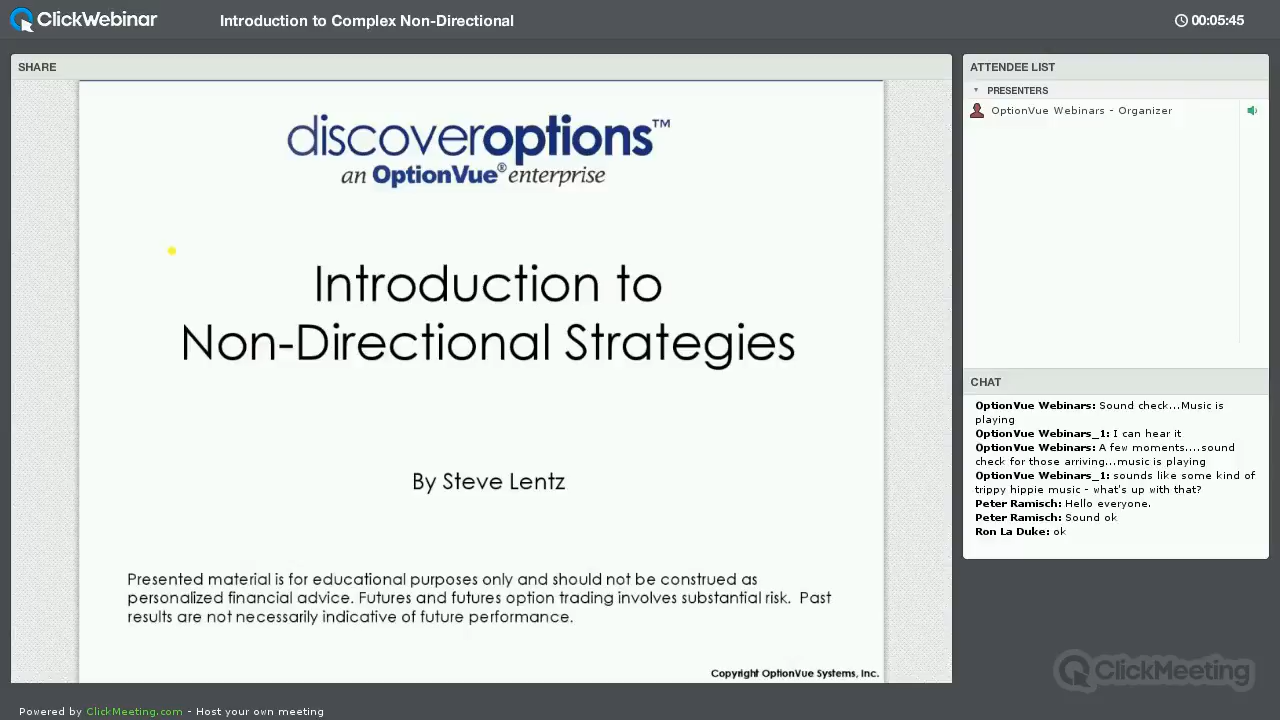 ClickWebinar
Introduction to Complex Non-Directional
00:05:45
SHARE
discoveroptions™
an OptionVue® enterprise
Introduction to
Non-Directional Strategies
By Steve Lentz
Presented material is for educational purposes only and should not be construed as
personalized financial advice. Futures and futures option trading involves substantial risk.  Past
results are not necessarily indicative of future performance.
Copyright OptionVue Systems, Inc.
ATTENDEE LIST
PRESENTERS
OptionVue Webinars - Organizer
CHAT
OptionVue Webinars: Sound check...Music is
playing
OptionVue Webinars_1: I can hear it
OptionVue Webinars: A few moments....sound
check for those arriving...music is playing
OptionVue Webinars_1: sounds like some kind of
trippy hippie music - what's up with that?
Peter Ramisch: Hello everyone.
Peter Ramisch: Sound ok
Ron La Duke: ok
ClickMeeting
Powered by ClickMeeting.com - Host your own meeting